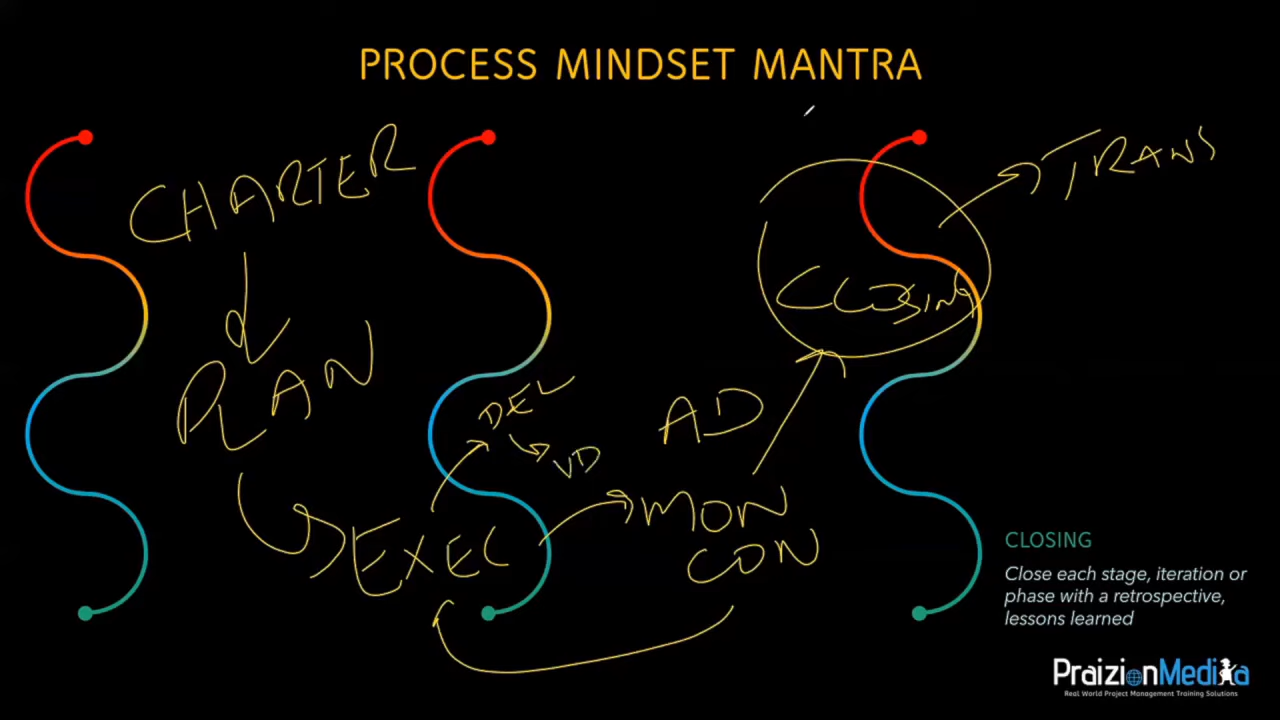 PROCESS MINDSET MANTRA
CHARTER
PLAN
EXEC
DEL
VD
MON
CON
AD
CLOSING
TRANS
CLOSING
Close each stage, iteration or
phase with a retrospective,
lessons learned
PraizionMedia
Real World Project Management Training Solutions